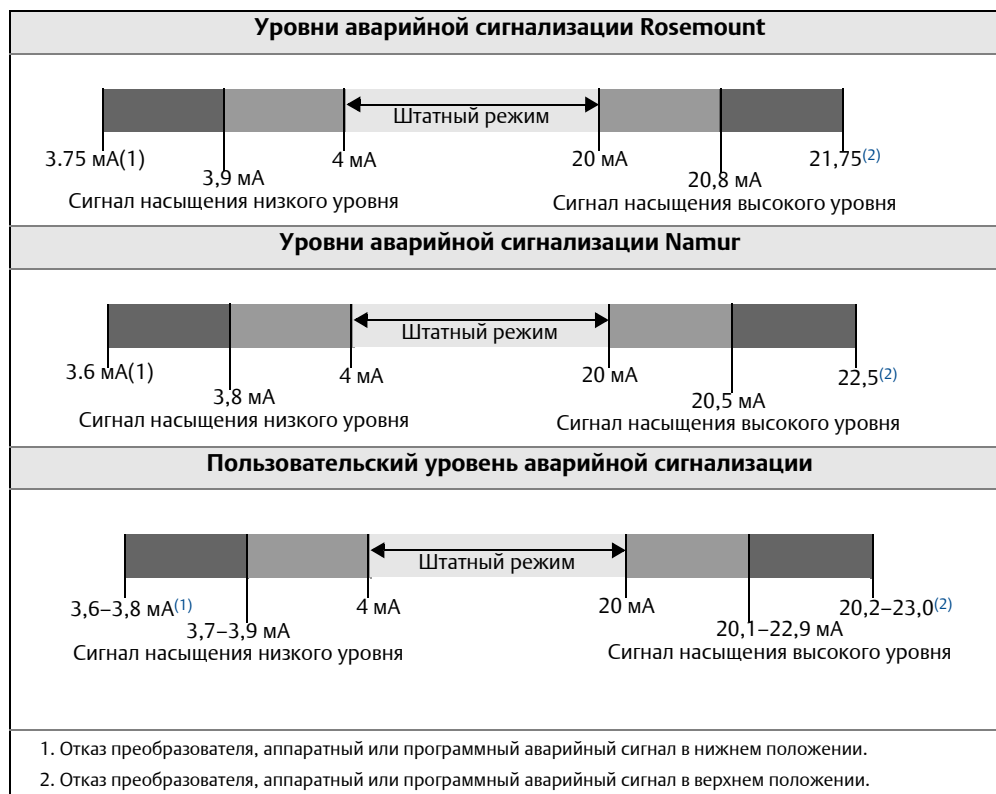 Уровни аварийной сигнализации Rosemount
Штатный режим
3.75 мА(1)
4 мА
20 мА
21,75(2)
3,9 мА
20,8 мА
Сигнал насыщения низкого уровня
Сигнал насыщения высокого уровня
Уровни аварийной сигнализации Namur
Штатный режим
3.6 мА(1)
4 мА
20 мА
22,5(2)
3,8 мА
20,5 мА
Сигнал насыщения низкого уровня
Сигнал насыщения высокого уровня
Пользовательский уровень аварийной сигнализации
Штатный режим
3,6–3,8 мА(1)
4 мА
20 мА
20,2–23,0(2)
3,7–3,9 мА
20,1–22,9 мА
Сигнал насыщения низкого уровня
Сигнал насыщения высокого уровня
1. Отказ преобразователя, аппаратный или программный аварийный сигнал в нижнем положении.
2. Отказ преобразователя, аппаратный или программный аварийный сигнал в верхнем положении.